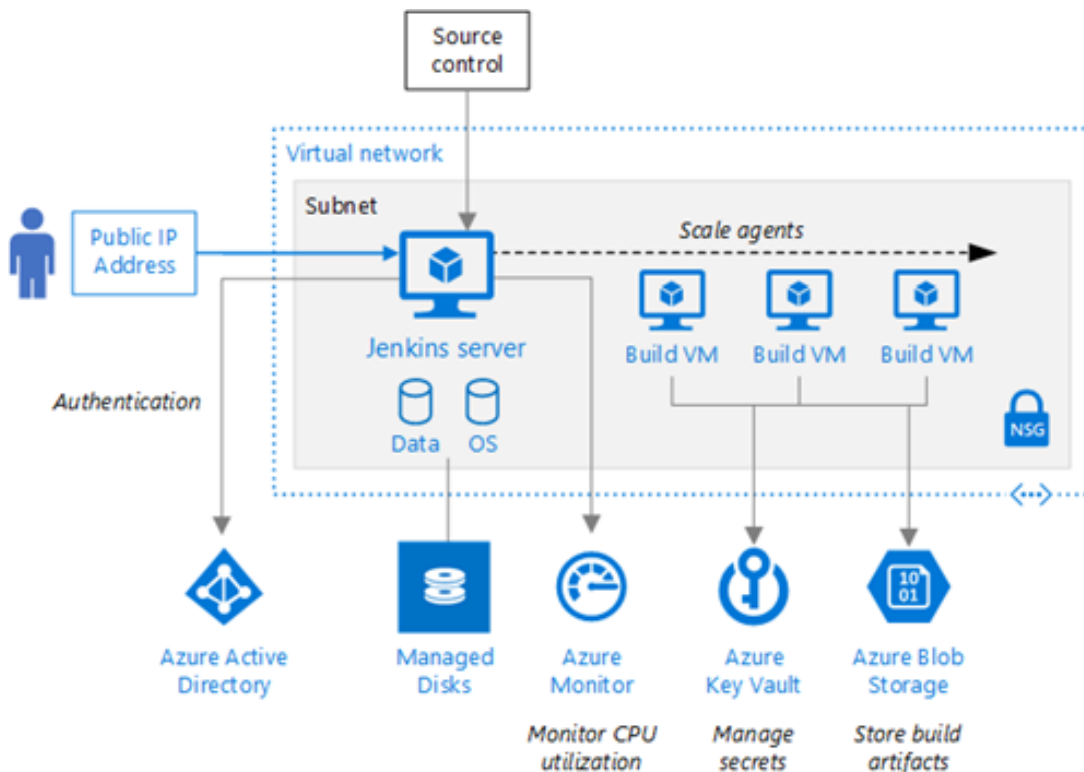 Source
control
Virtual network
Subnet
Public IP
Address
Scale agents
Jenkins server
Build VM
Build VM
Build VM
Authentication
Data
OS
NSG
10
01
Azure Active
Directory
Managed
Disks
Azure
Monitor
Azure
Key Vault
Azure Blob
Storage
Monitor CPU
utilization
Manage
secrets
Store build
artifacts